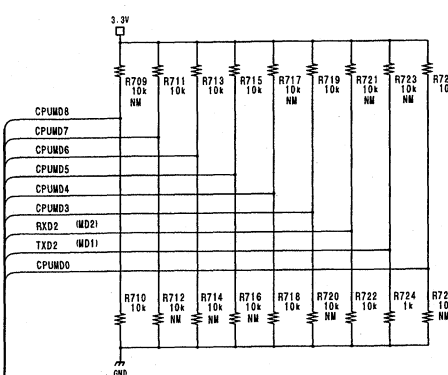 3.3V
R709
10k
NM
R711
10k
R713
10k
R715
10k
R717
10k
NM
R719
10k
R721
10k
NM
R723
10k
NM
CPUMD8
CPUMD7
CPUMD6
CPUMD5
CPUMD4
CPUMD3
RXD2 (MD2)
TXD2 (MD1)
CPUMD0
R710
10k
R712
10k
NM
R714
10k
NM
R716
10k
NM
R718
10k
R720
10k
NM
R722
10k
R724
1k
GND